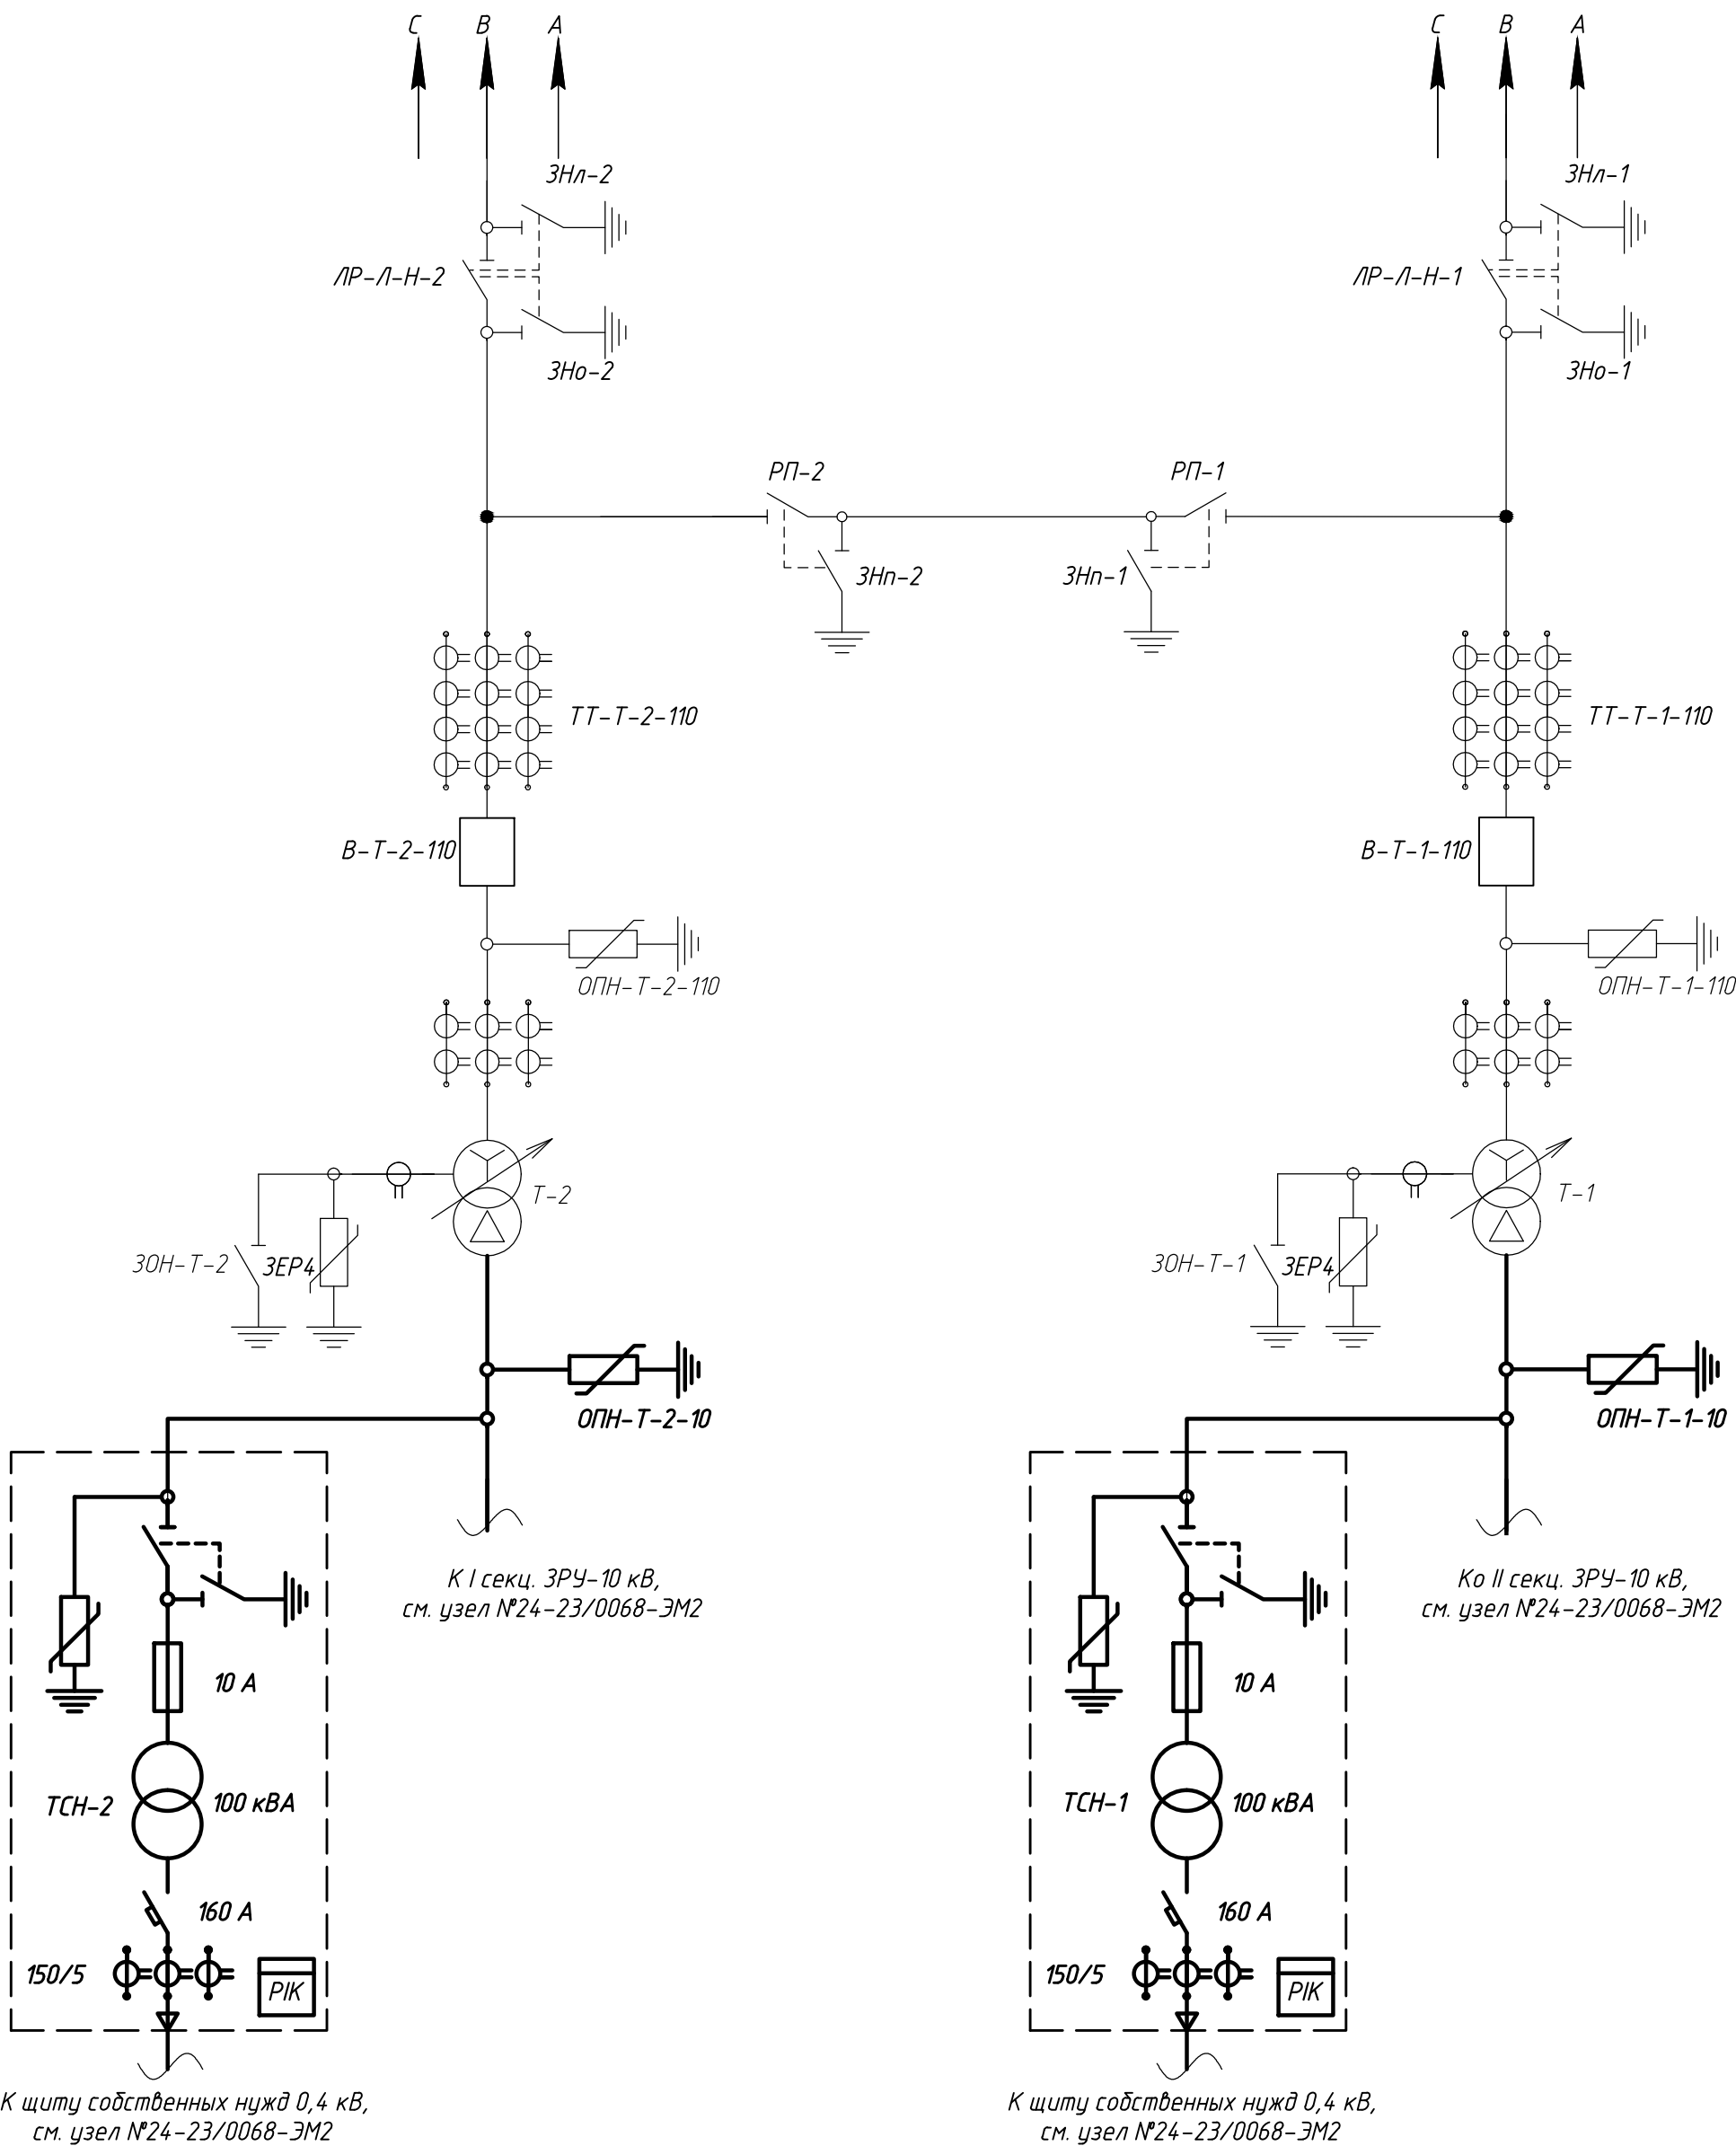 С В А
С В А
ЗНл-2
ЗНл-1
ЛР-Л-Н-2
ЛР-Л-Н-1
ЗНо-2
ЗНо-1
РП-2
РП-1
ЗНп-2
ЗНп-1
ТТ-Т-2-110
ТТ-Т-1-110
В-Т-2-110
В-Т-1-110
ОПН-Т-2-110
ОПН-Т-1-110
Т-2
Т-1
ЗОН-Т-2
ЗЕР4
ЗОН-Т-1
ЗЕР4
ОПН-Т-2-10
ОПН-Т-1-10
К I секц. ЗРУ-10 кВ,
см. узел №24-23/0068-ЭМ2
Ко II секц. ЗРУ-10 кВ,
см. узел №24-23/0068-ЭМ2
10 А
10 А
ТСН-2
100 кВА
ТСН-1
100 кВА
160 А
160 А
150/5
PIK
150/5
PIK
К щиту собственных нужд 0,4 кВ,
см. узел №24-23/0068-ЭМ2
К щиту собственных нужд 0,4 кВ,
см. узел №24-23/0068-ЭМ2